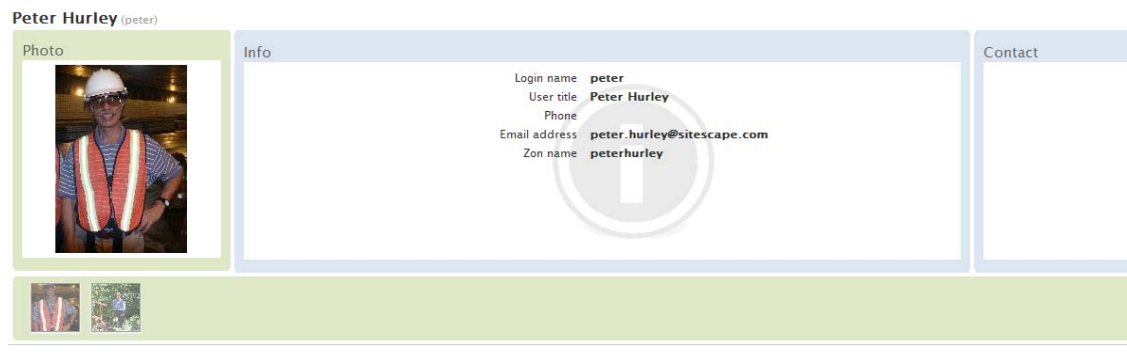 Peter Hurley (peter)
Photo
Info
Contact
Login name peter
User title Peter Hurley
Phone
Email address peter.hurley@sitescape.com
Zon name peterhurley